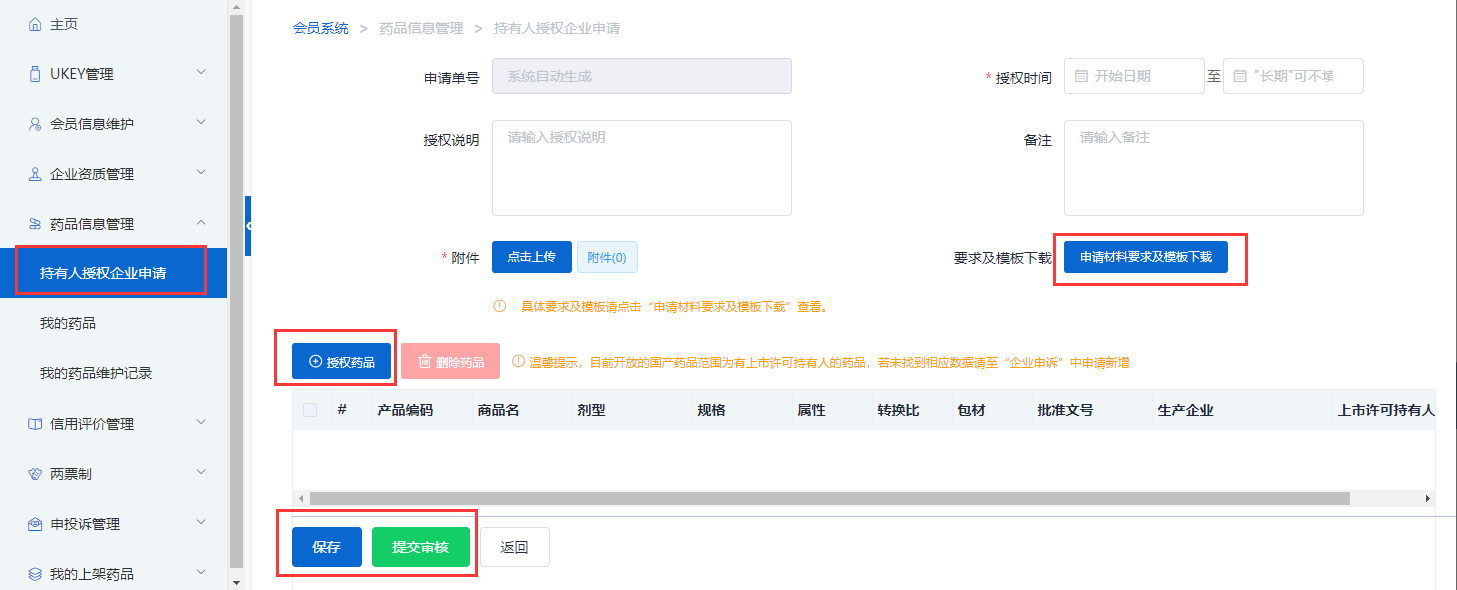 主页
UKEY管理
会员信息维护
企业资质管理
药品信息管理
持有人授权企业申请
我的药品
我的药品维护记录
信用评价管理
两票制
申投诉管理
我的上架药品
会员系统 > 药品信息管理 > 持有人授权企业申请
申请单号 系统自动生成 * 授权时间 开始日期 至 "长期"可不填
授权说明 请输入授权说明 备注 请输入备注
* 附件 点击上传 附件(0) 要求及模板下载 申请材料要求及模板下载
具体要求及模板请点击“申请材料要求及模板下载”查看。
授权药品 删除药品 温馨提示，目前开放的国产药品范围为有上市许可持有人的药品，若未找到相应数据请至“企业申诉”中申请新增
# 产品编码 商品名 剂型 规格 属性 转换比 包材 批准文号 生产企业 上市许可持有人
保存 提交审核 返回